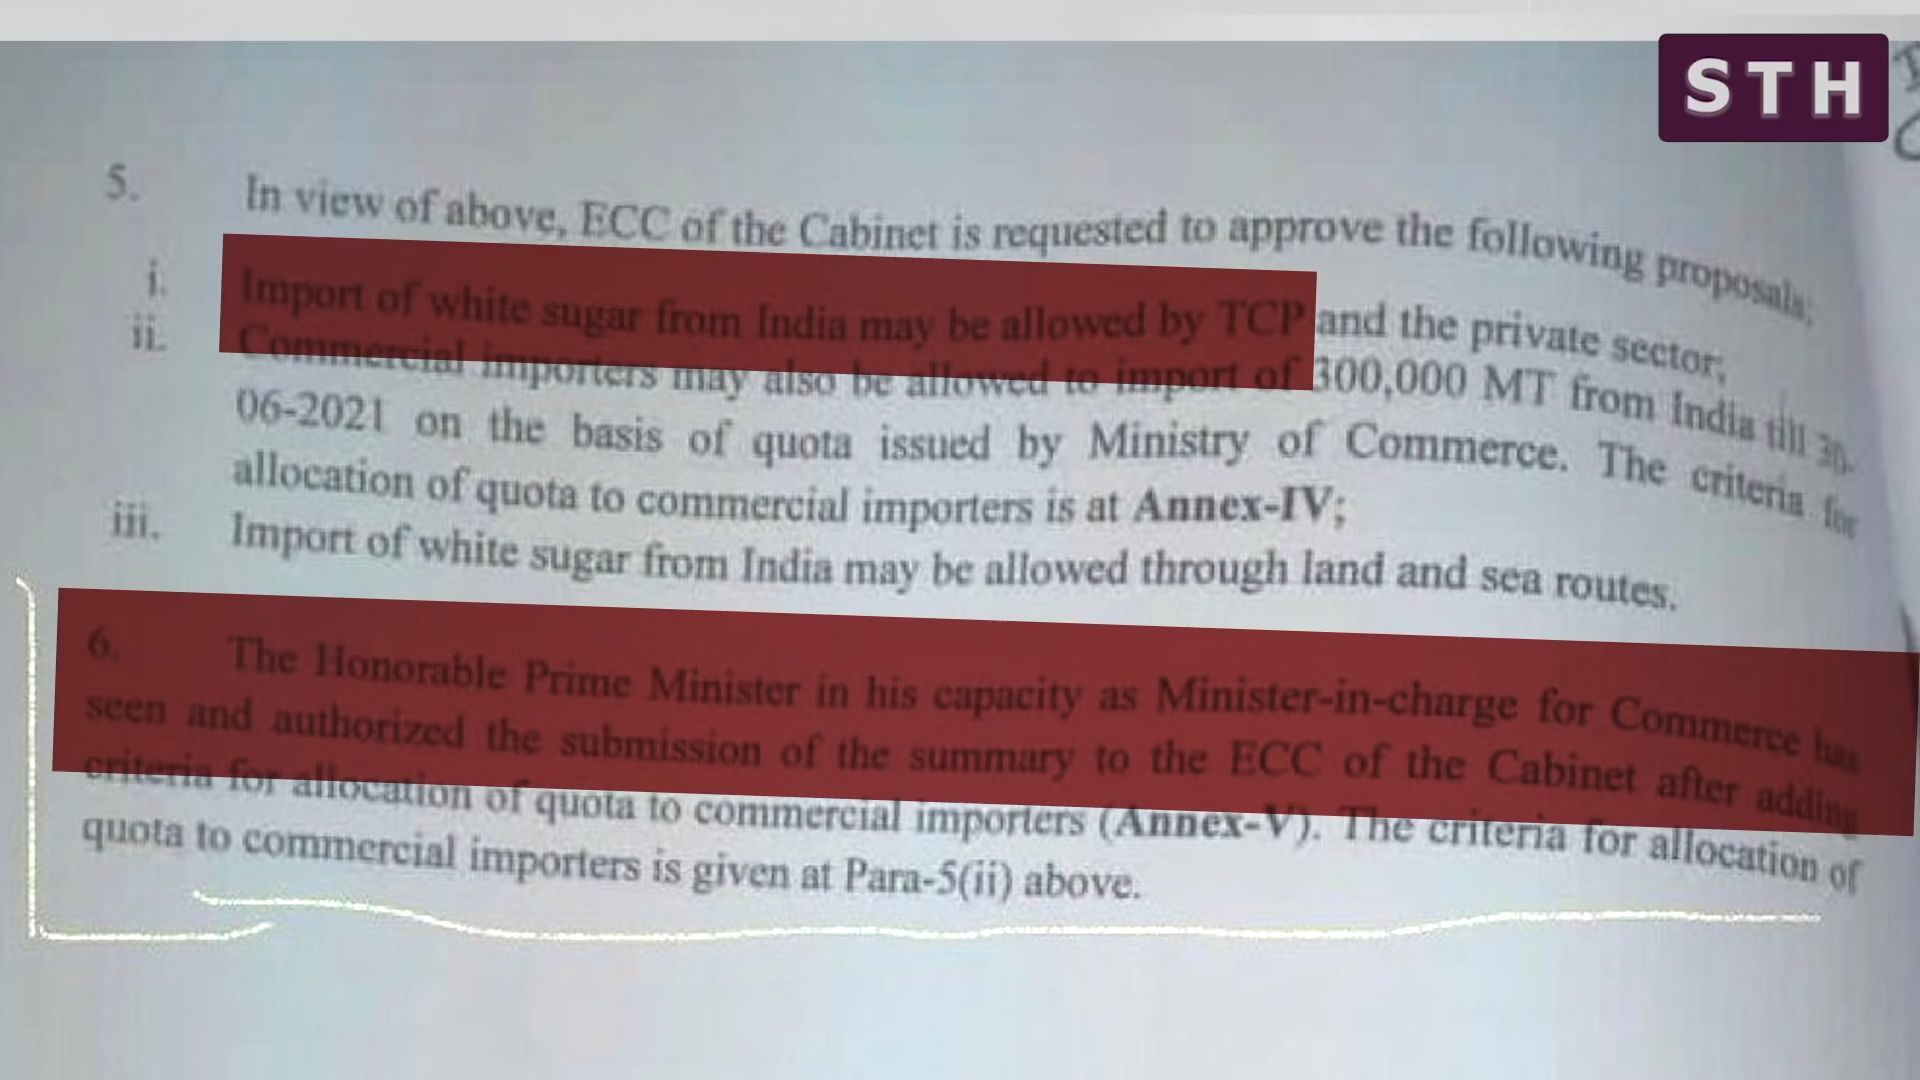 STH
5. In view of above, ECC of the Cabinet is requested to approve the following proposals;
i. Import of white sugar from India may be allowed by TCP and the private sector;
ii. Commercial importers may also be allowed to import of 300,000 MT from India till 30-
06-2021 on the basis of quota issued by Ministry of Commerce. The criteria for
allocation of quota to commercial importers is at Annex-IV;
iii. Import of white sugar from India may be allowed through land and sea routes.
6. The Honorable Prime Minister in his capacity as Minister-in-charge for Commerce has
seen and authorized the submission of the summary to the ECC of the Cabinet after adding
criteria for allocation of quota to commercial importers (Annex-V). The criteria for allocation of
quota to commercial importers is given at Para-5(ii) above.